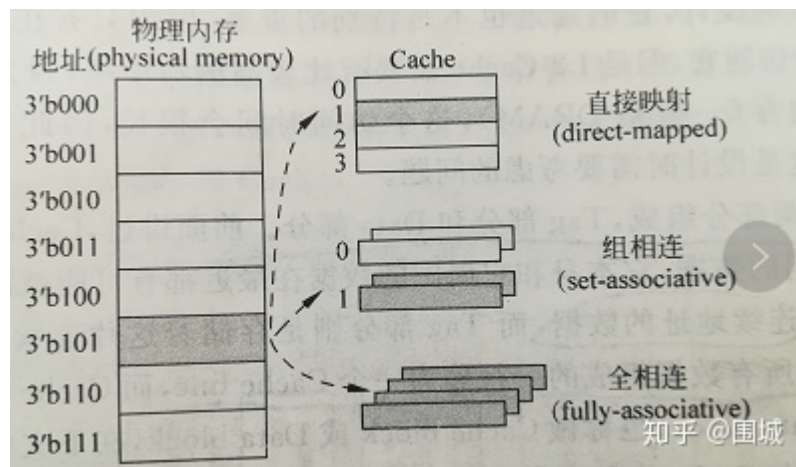 物理内存
地址(physical memory)
3'b000
3'b001
3'b010
3'b011
3'b100
3'b101
3'b110
3'b111
Cache
0
1
2
3
直接映射
(direct-mapped)
0
1
组相连
(set-associative)
全相连
(fully-associative)
知乎 @围城